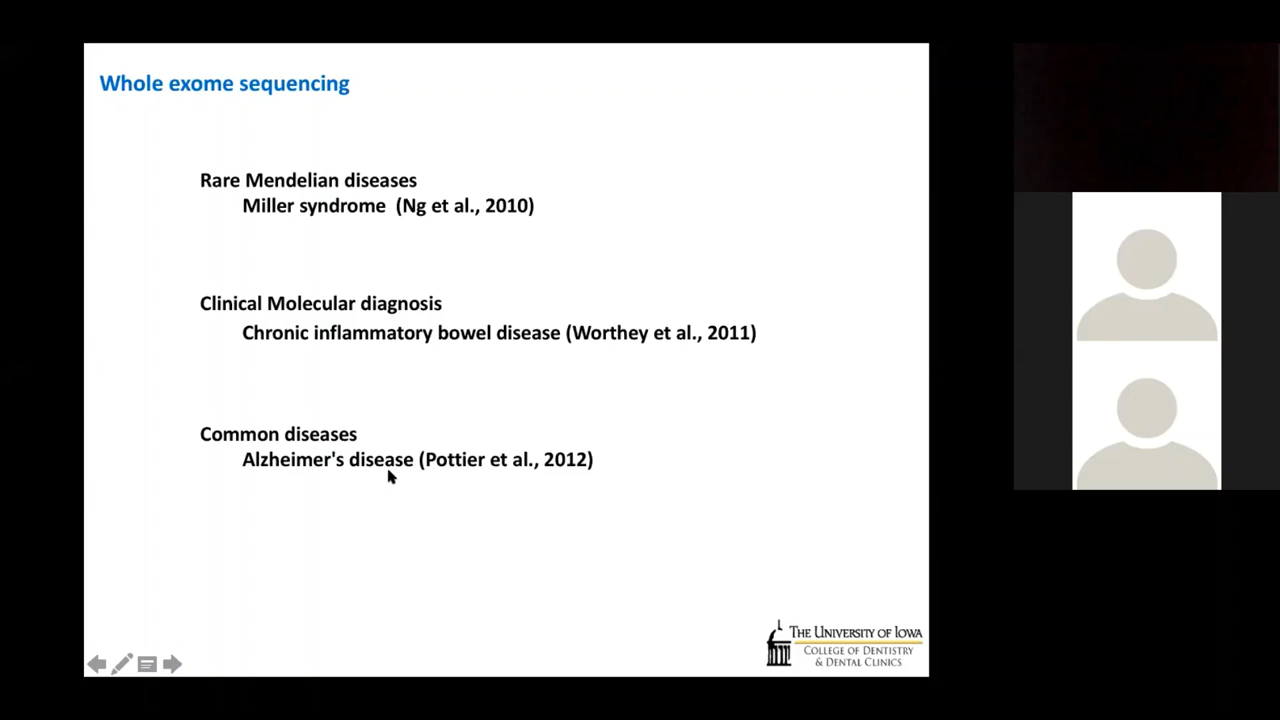 Whole exome sequencing
Rare Mendelian diseases
Miller syndrome (Ng et al., 2010)
Clinical Molecular diagnosis
Chronic inflammatory bowel disease (Worthey et al., 2011)
Common diseases
Alzheimer's disease (Pottier et al., 2012)
THE UNIVERSITY OF IOWA
COLLEGE OF DENTISTRY
& DENTAL CLINICS